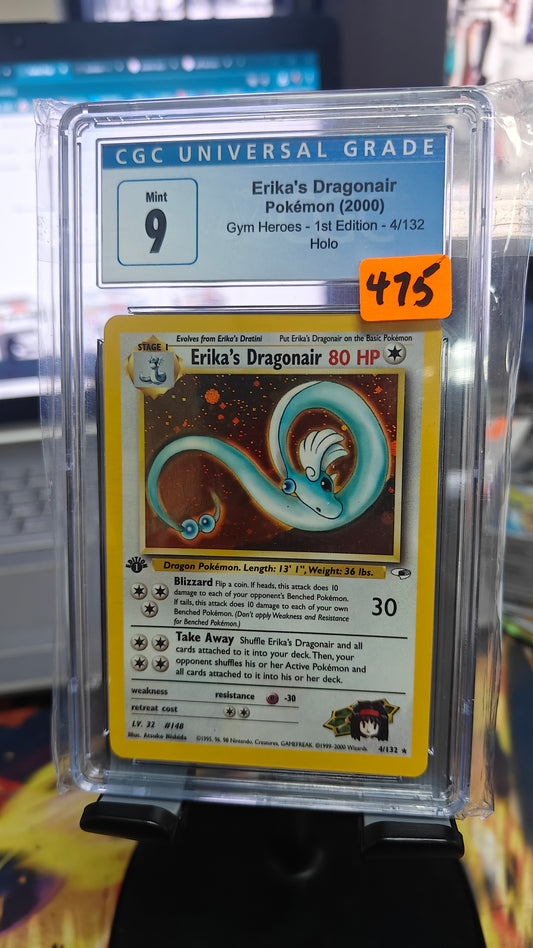 CGC UNIVERSAL GRADE
Mint
9
Erika's Dragonair
Pokémon (2000)
Gym Heroes - 1st Edition - 4/132
Holo
475
Evolves from Erika's Dratini
Put Erika's Dragonair on the Basic Pokémon
STAGE 1
Erika's Dragonair 80 HP
Dragon Pokémon. Length: 13' 1", Weight: 36 lbs.
EDITION
1
Blizzard Flip a coin. If heads, this attack does 10
damage to each of your opponent's Benched Pokémon.
If tails, this attack does 10 damage to each of your own
Benched Pokémon. (Don't apply Weakness and Resistance
for Benched Pokémon.)
30
Take Away Shuffle Erika's Dragonair and all
cards attached to it into your deck. Then, your
opponent shuffles his or her Active Pokémon and
all cards attached to it into his or her deck.
weakness
resistance
-30
retreat cost
LV. 32 #148
Illus. Atsuko Nishida
©1995, 96, 98 Nintendo, Creatures, GAMEFREAK. ©1999-2000 Wizards.
4/132 ★